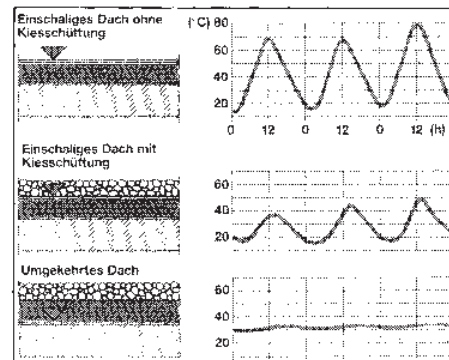 Einschaliges Dach ohne
Kiesschüttung
(°C) 80
60
40
20
0 12 0 12 0 12 (h)
Einschaliges Dach mit
Kiesschüttung
60
40
20
Umgekehrtes Dach
60
40
20